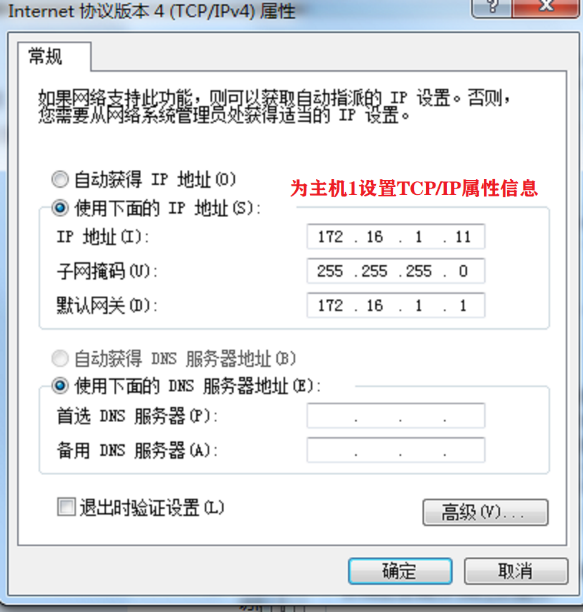 Internet 协议版本 4 (TCP/IPv4) 属性
常规
如果网络支持此功能，则可以获取自动指派的 IP 设置。否则，
您需要从网络系统管理员处获得适当的 IP 设置。
自动获得 IP 地址(O)
为主机1设置TCP/IP属性信息
使用下面的 IP 地址(S):
IP 地址(I): 172 . 16 . 1 . 11
子网掩码(U): 255 .255 .255 . 0
默认网关(D): 172 . 16 . 1 . 1
自动获得 DNS 服务器地址(B)
使用下面的 DNS 服务器地址(E):
首选 DNS 服务器(P): . . .
备用 DNS 服务器(A): . . .
退出时验证设置(L)
高级(V)...
确定 取消